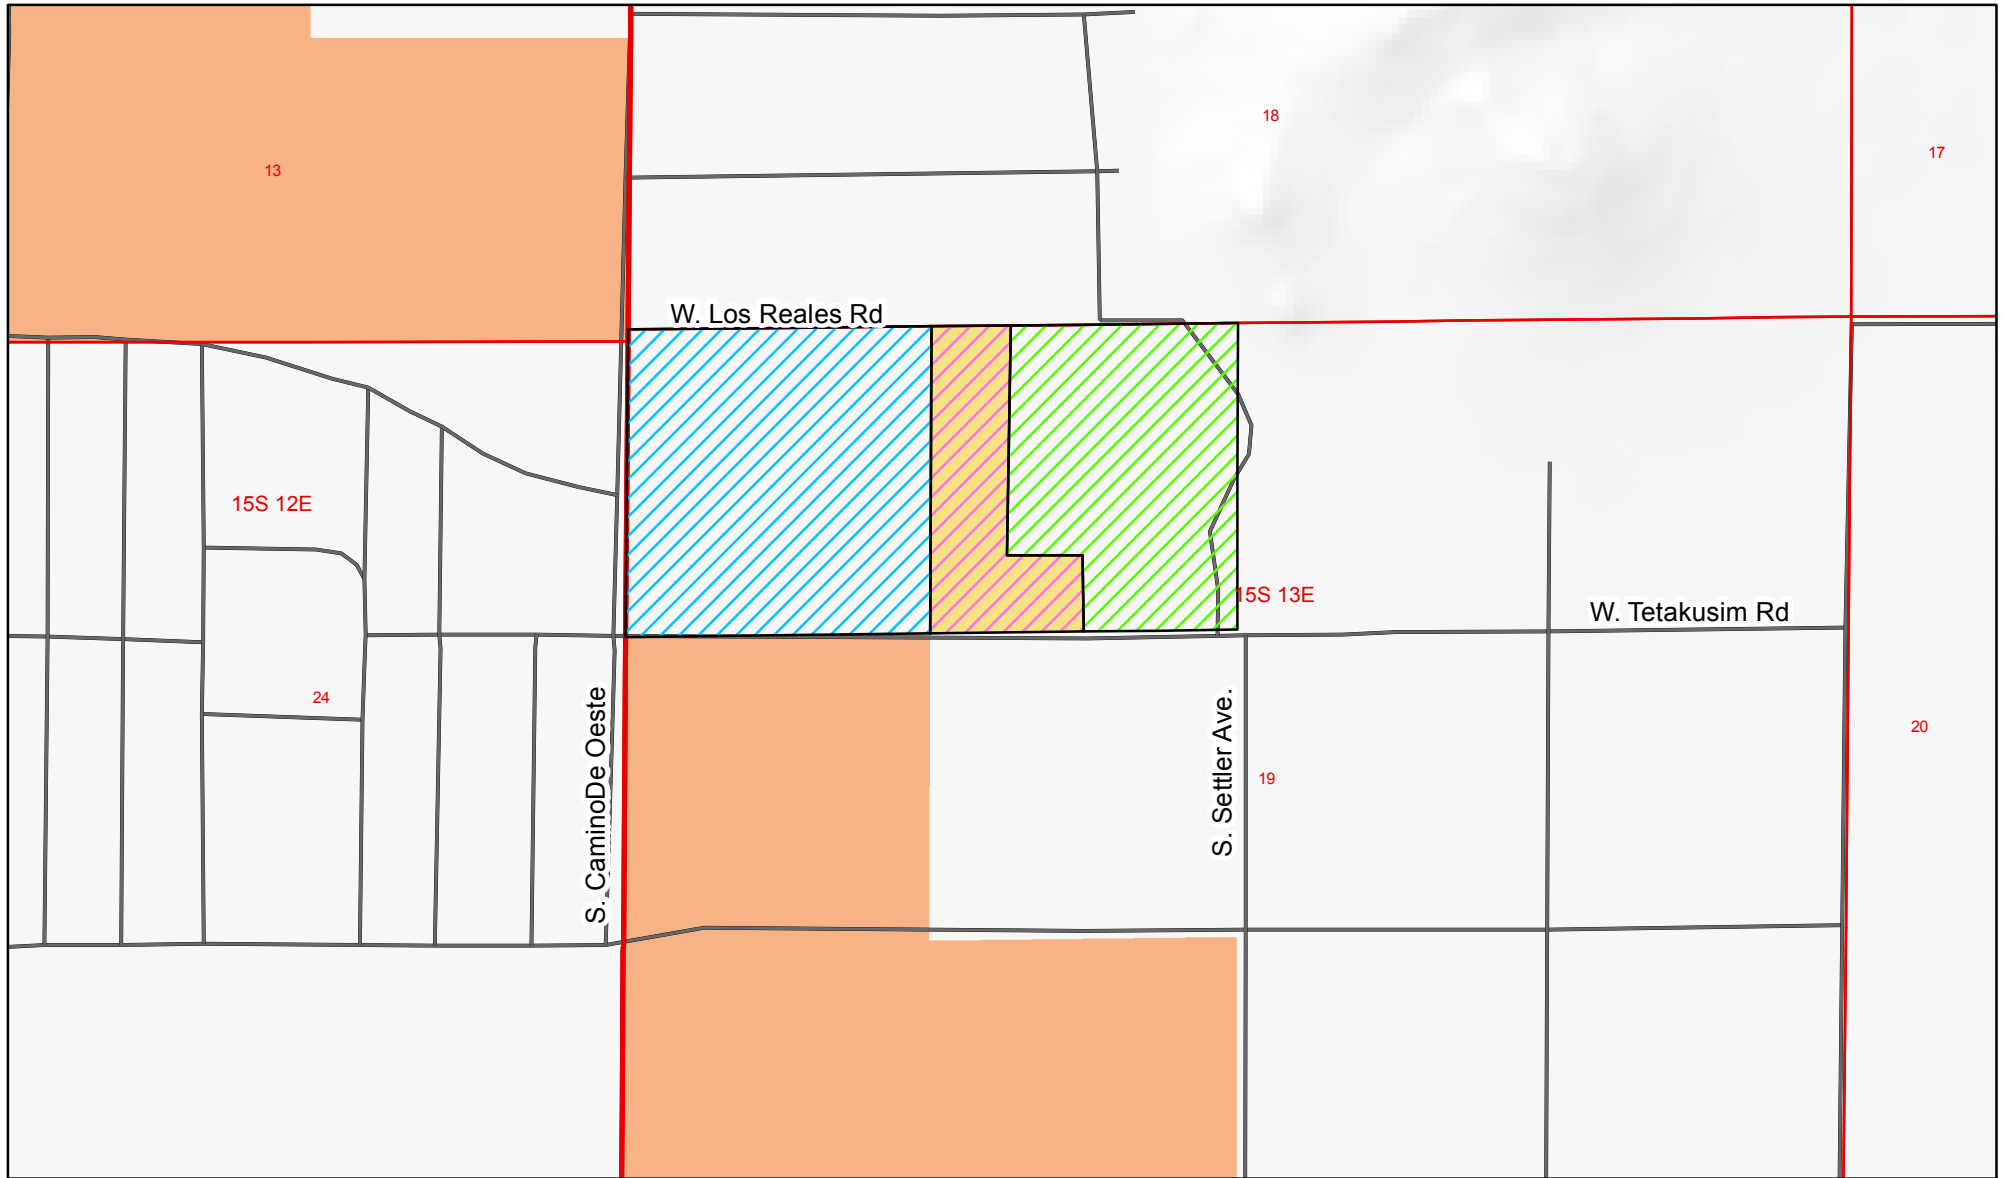 18
17
13
W. Los Reales Rd
15S 12E
15S 13E
W. Tetakusim Rd
24
S. CaminoDe Oeste
S. Settler Ave.
20
19